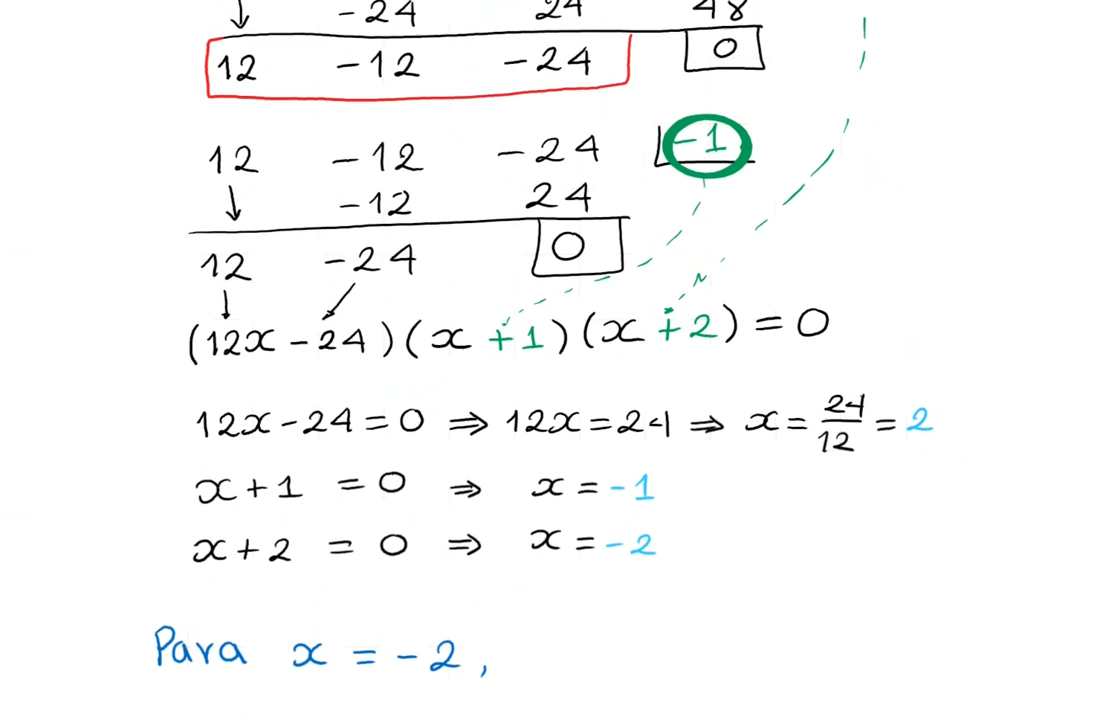 ↓ -24 24 48
12 -12 -24 0
12 -12 -24 -1
↓ -12 24
12 -24 0
(12x - 24)(x + 1)(x + 2) = 0
12x - 24 = 0 ⇒ 12x = 24 ⇒ x = 24/12 = 2
x + 1 = 0 ⇒ x = -1
x + 2 = 0 ⇒ x = -2
Para x = -2,